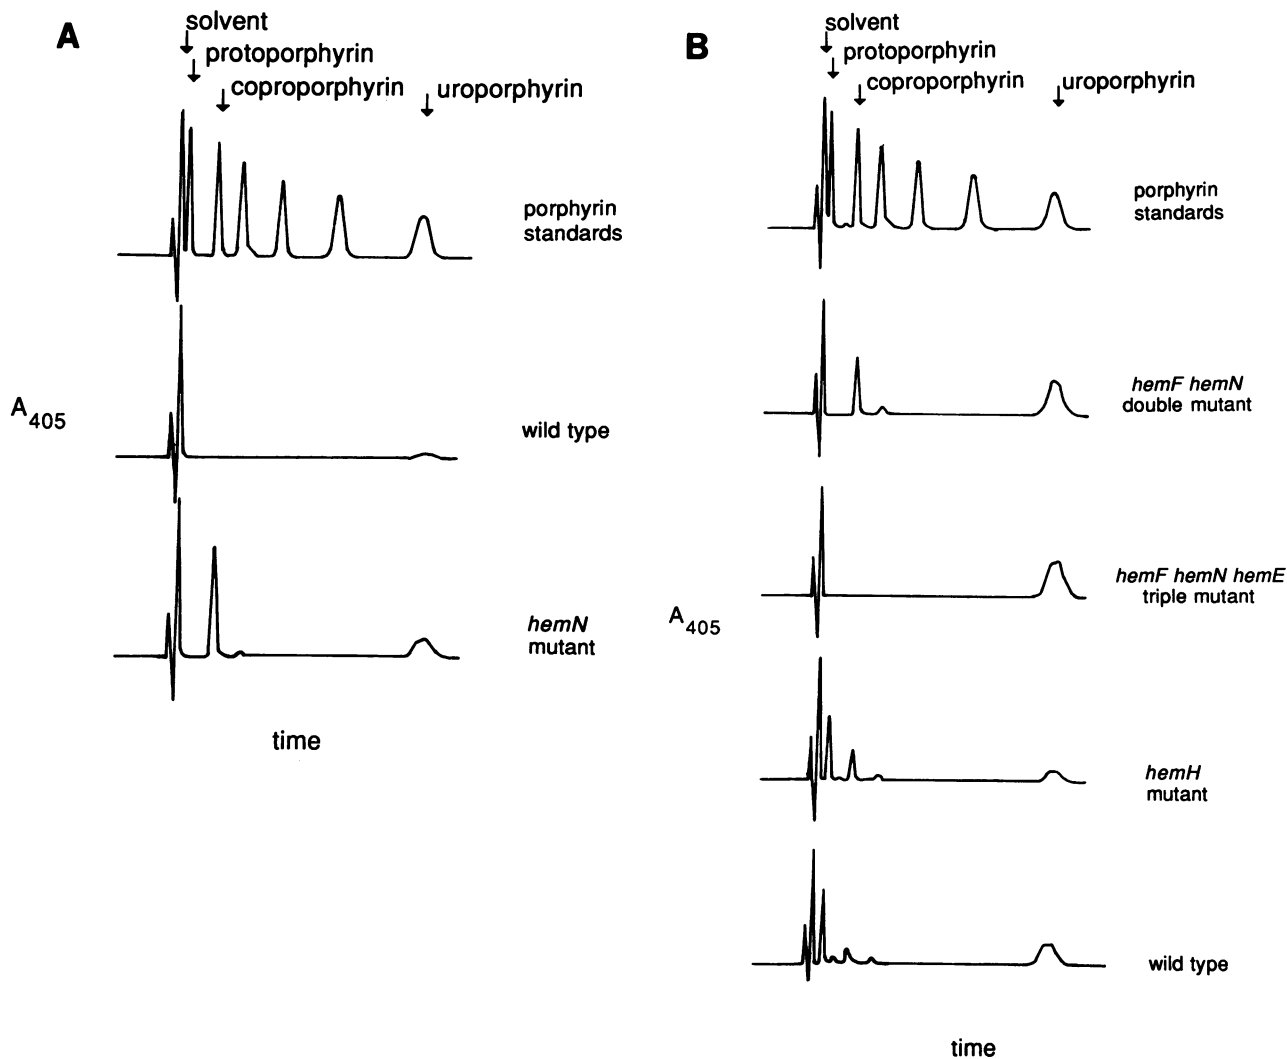 A
solvent
protoporphyrin
coproporphyrin
uroporphyrin
porphyrin
standards
A405
wild type
hemN
mutant
time
B
solvent
protoporphyrin
coproporphyrin
uroporphyrin
porphyrin
standards
hemF hemN
double mutant
hemF hemN hemE
triple mutant
A405
hemH
mutant
wild type
time